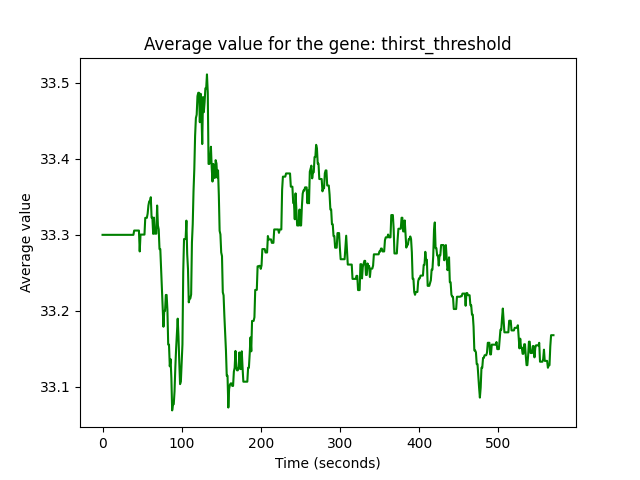 Average value for the gene: thirst_threshold
33.5
33.4
33.3
33.2
33.1
Average value
0 100 200 300 400 500
Time (seconds)